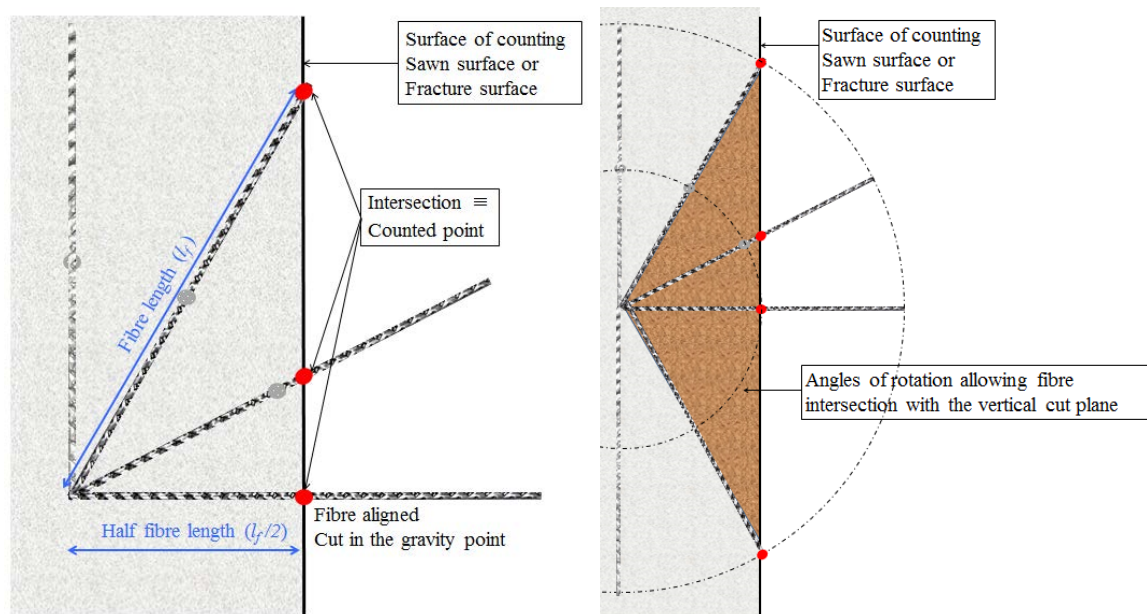 Surface of counting
Sawn surface or
Fracture surface
Intersection ≡
Counted point
Fibre length (lf)
Half fibre length (lf/2)
Fibre aligned
Cut in the gravity point
Surface of counting
Sawn surface or
Fracture surface
Angles of rotation allowing fibre
intersection with the vertical cut plane